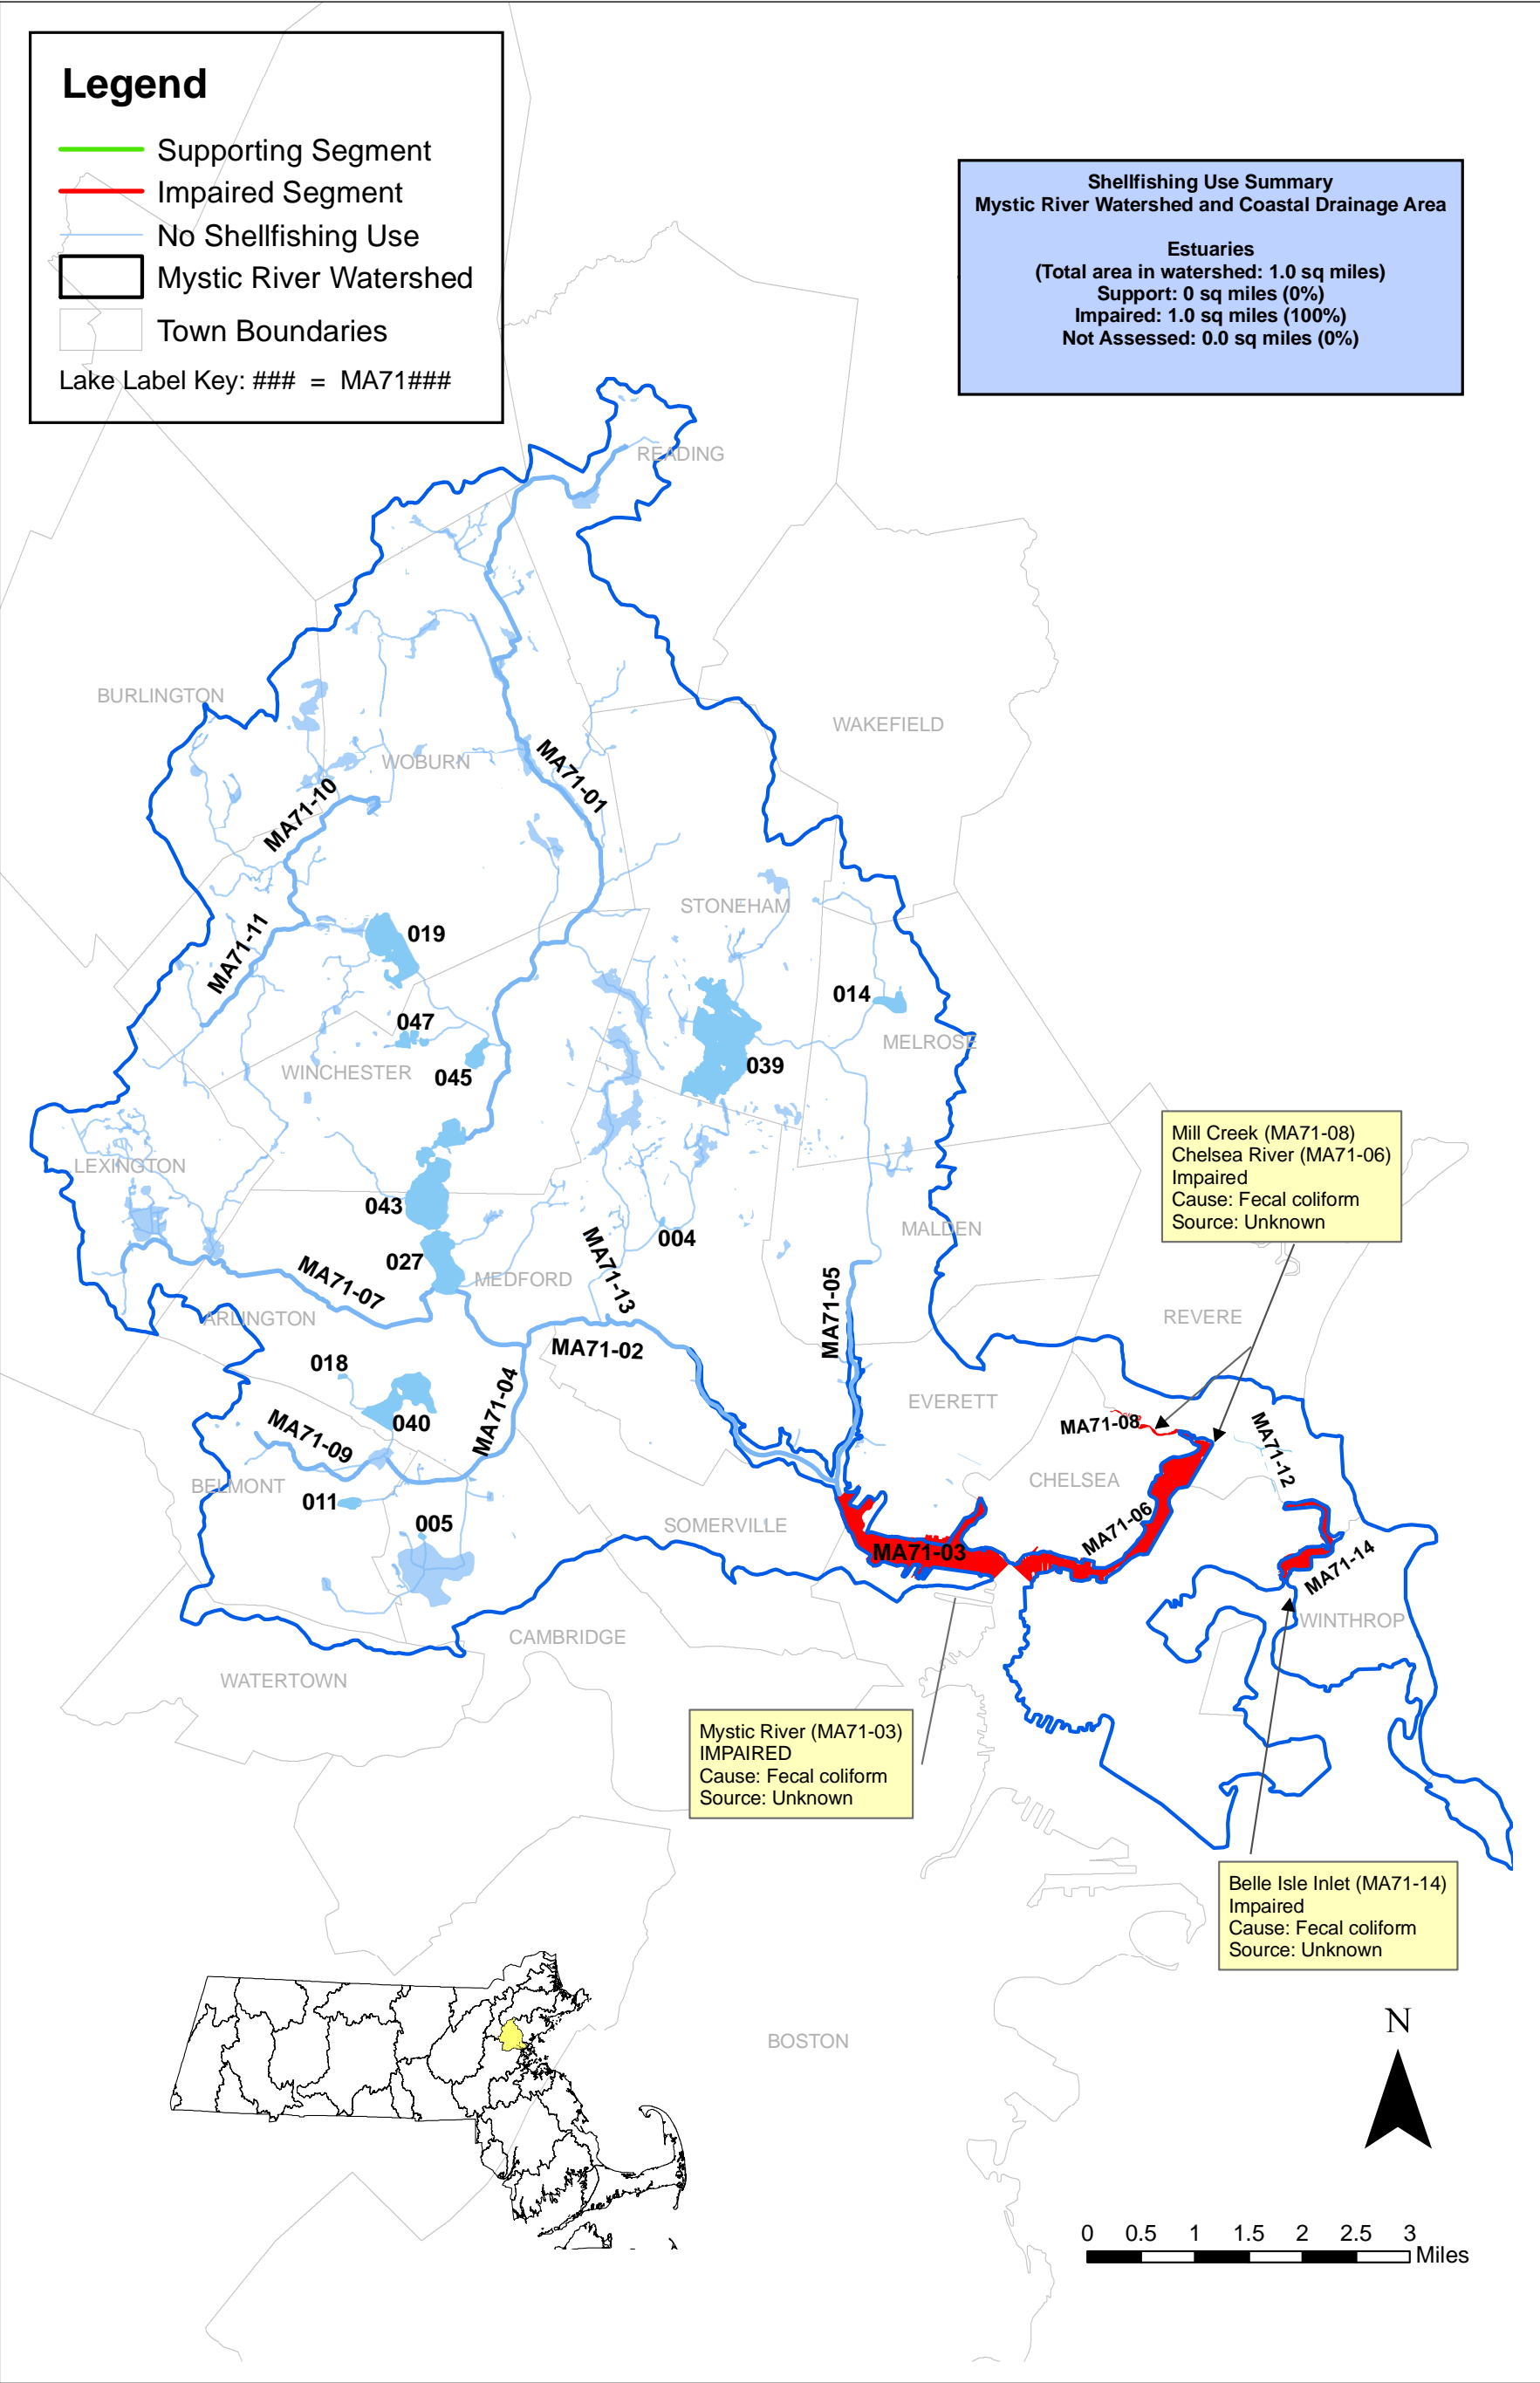 Legend
Supporting Segment
Impaired Segment
No Shellfishing Use
Mystic River Watershed
Town Boundaries
Lake Label Key: ### = MA71###
Shellfishing Use Summary
Mystic River Watershed and Coastal Drainage Area
Estuaries
(Total area in watershed: 1.0 sq miles)
Support: 0 sq miles (0%)
Impaired: 1.0 sq miles (100%)
Not Assessed: 0.0 sq miles (0%)
READING
BURLINGTON
WAKEFIELD
WOBURN
MA71-01
MA71-10
STONEHAM
019
MA71-11
014
047
MELROSE
039
WINCHESTER
045
Mill Creek (MA71-08)
Chelsea River (MA71-06)
Impaired
Cause: Fecal coliform
Source: Unknown
LEXINGTON
043
004
MALDEN
027
MA71-13
MEDFORD
MA71-07
MA71-05
ARLINGTON
REVERE
MA71-02
018
MA71-04
EVERETT
040
MA71-08
MA71-09
MA71-12
BELMONT
CHELSEA
011
005
SOMERVILLE
MA71-06
MA71-03
MA71-14
WINTHROP
CAMBRIDGE
WATERTOWN
Mystic River (MA71-03)
IMPAIRED
Cause: Fecal coliform
Source: Unknown
Belle Isle Inlet (MA71-14)
Impaired
Cause: Fecal coliform
Source: Unknown
BOSTON
N
0 0.5 1 1.5 2 2.5 3
Miles